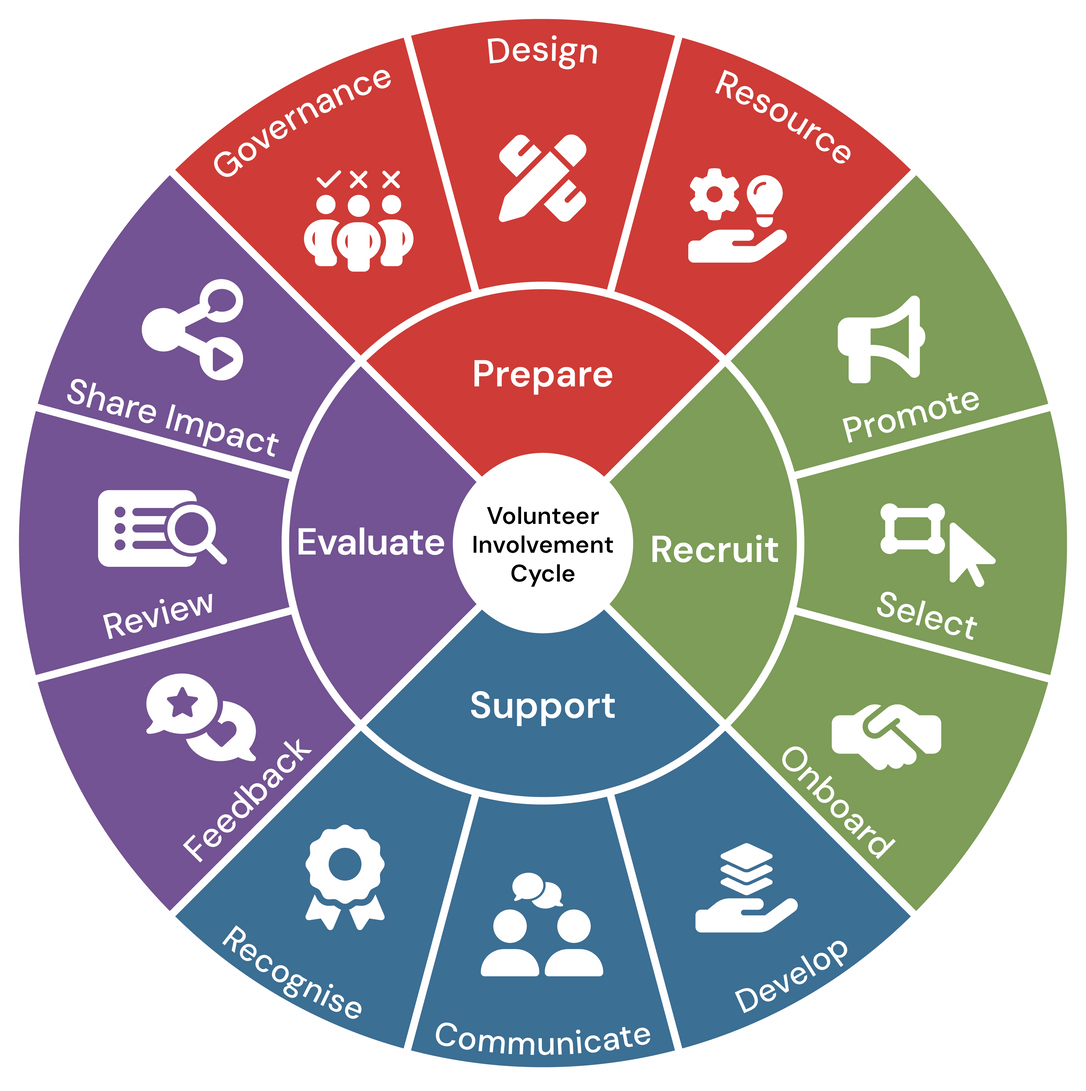 Volunteer
Involvement
Cycle
Prepare
Governance
Design
Resource
Recruit
Promote
Select
Onboard
Support
Develop
Communicate
Recognise
Evaluate
Feedback
Review
Share Impact